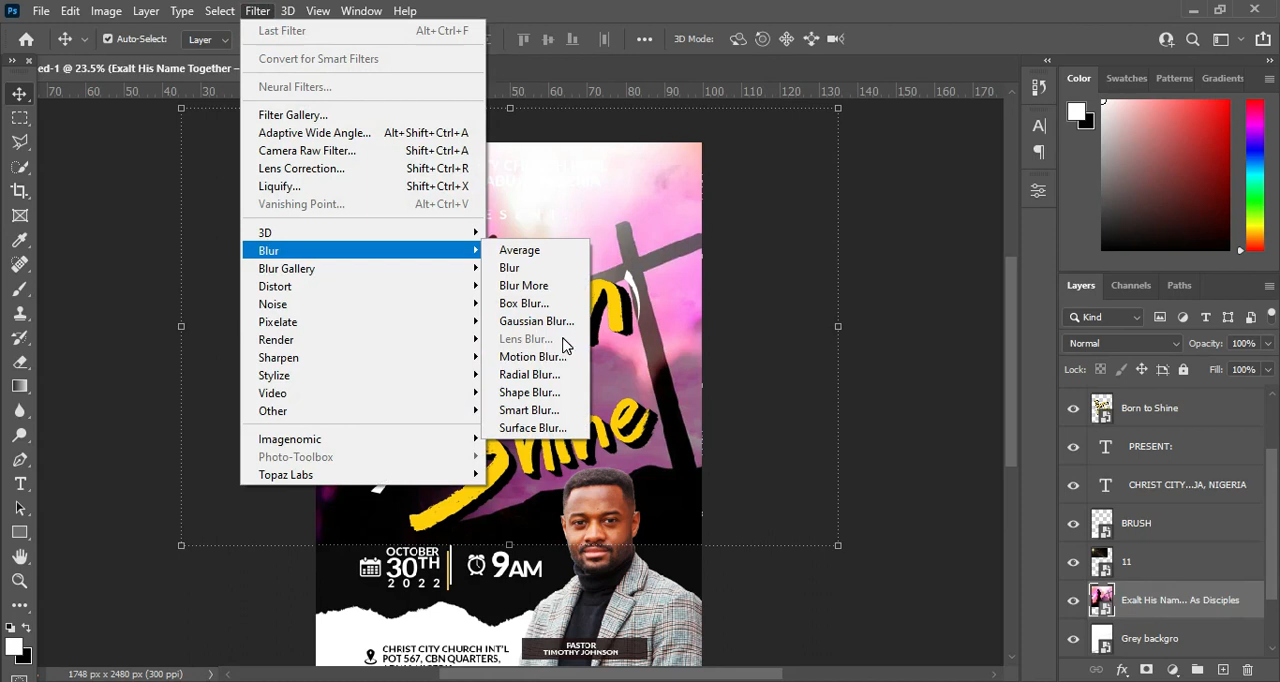 Ps File Edit Image Layer Type Select Filter 3D View Window Help
Auto-Select: Layer
3D Mode:
ed-1 @ 23.5% (Exalt His Name Together –
70 60 50 40 30 50 60 70 80 90 100 110 120 130 140 150 160 170
Last Filter Alt+Ctrl+F
Convert for Smart Filters
Neural Filters...
Filter Gallery...
Adaptive Wide Angle... Alt+Shift+Ctrl+A
Camera Raw Filter... Shift+Ctrl+A
Lens Correction... Shift+Ctrl+R
Liquify... Shift+Ctrl+X
Vanishing Point... Alt+Ctrl+V
3D
Blur
Blur Gallery
Distort
Noise
Pixelate
Render
Sharpen
Stylize
Video
Other
Imagenomic
Photo-Toolbox
Topaz Labs
Average
Blur
Blur More
Box Blur...
Gaussian Blur...
Lens Blur...
Motion Blur...
Radial Blur...
Shape Blur...
Smart Blur...
Surface Blur...
Shine
OCTOBER
30TH
2022
9AM
CHRIST CITY CHURCH INT'L
POT 567, CBN QUARTERS,
PASTOR
TIMOTHY JOHNSON
Color Swatches Patterns Gradients
Layers Channels Paths
Kind
Normal Opacity: 100%
Lock: Fill: 100%
Born to Shine
PRESENT:
CHRIST CITY...JA, NIGERIA
BRUSH
11
Exalt His Nam... As Disciples
Grey backgro
1748 px x 2480 px (300 ppi)